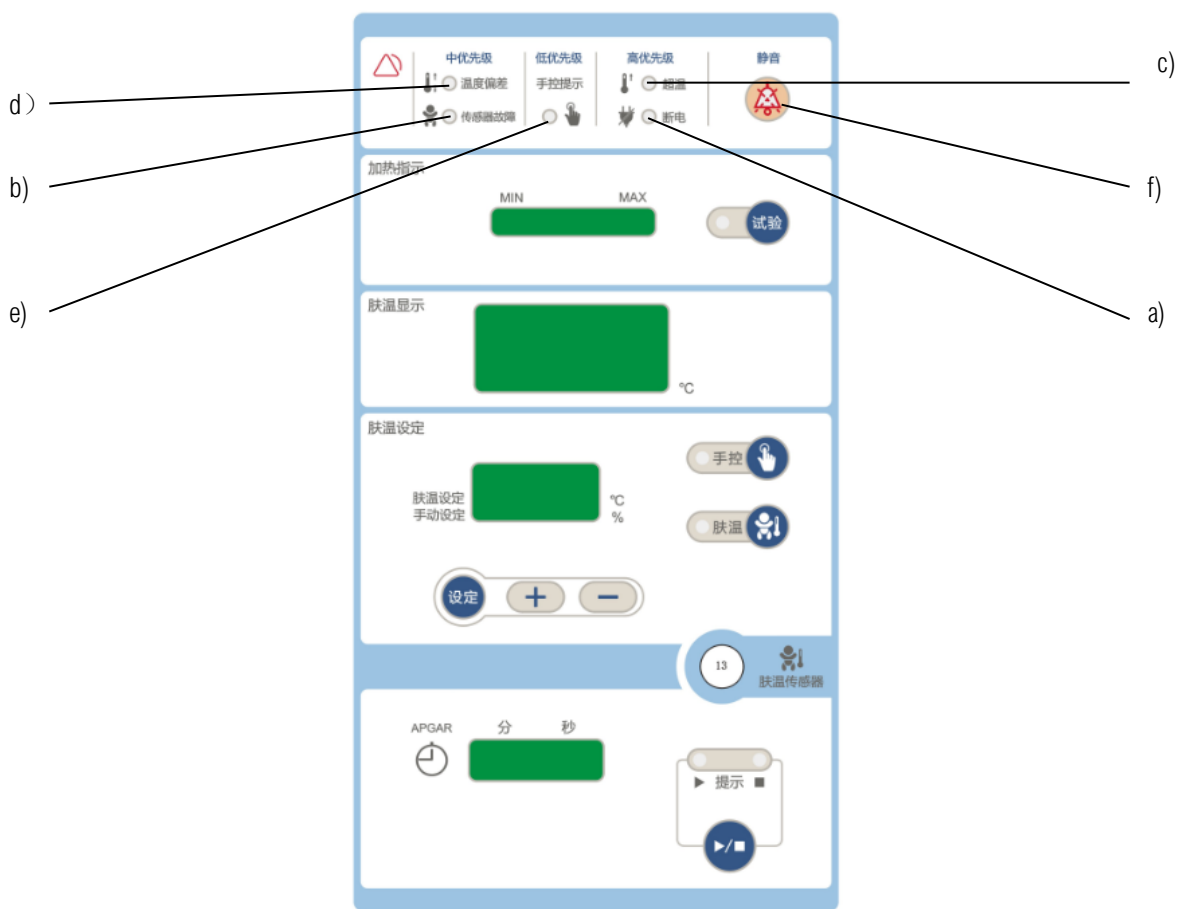 中优先级 低优先级 高优先级 静音
温度偏差 手控提示 超温
传感器故障 断电
c)
d）
b)
f)
e)
a)
加热指示
MIN MAX
试验
肤温显示
℃
肤温设定
手控
肤温设定 ℃
手动设定 %
肤温
设定 + −
13
肤温传感器
APGAR 分 秒
▶ 提示 ■
▶/■